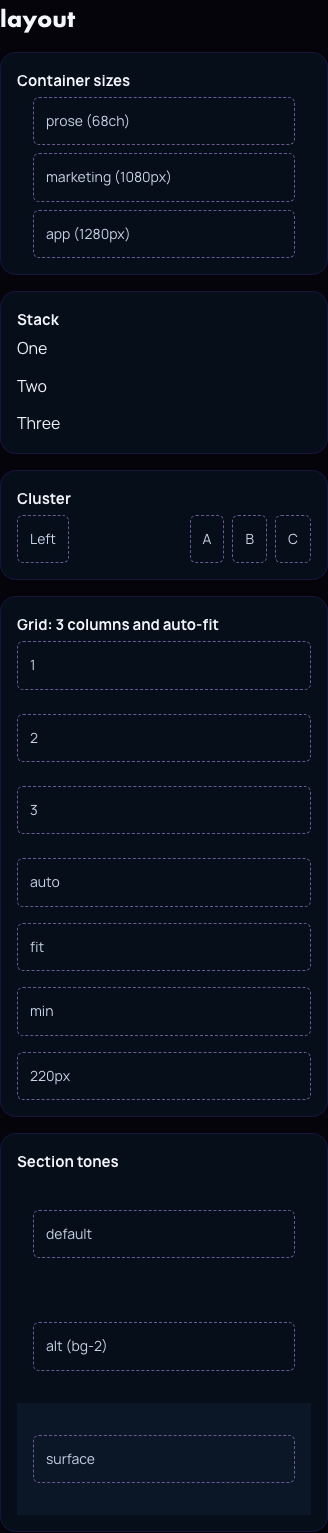 layout
Container sizes
prose (68ch)
marketing (1080px)
app (1280px)
Stack
One
Two
Three
Cluster
Left
A
B
C
Grid: 3 columns and auto-fit
1
2
3
auto
fit
min
220px
Section tones
default
alt (bg-2)
surface